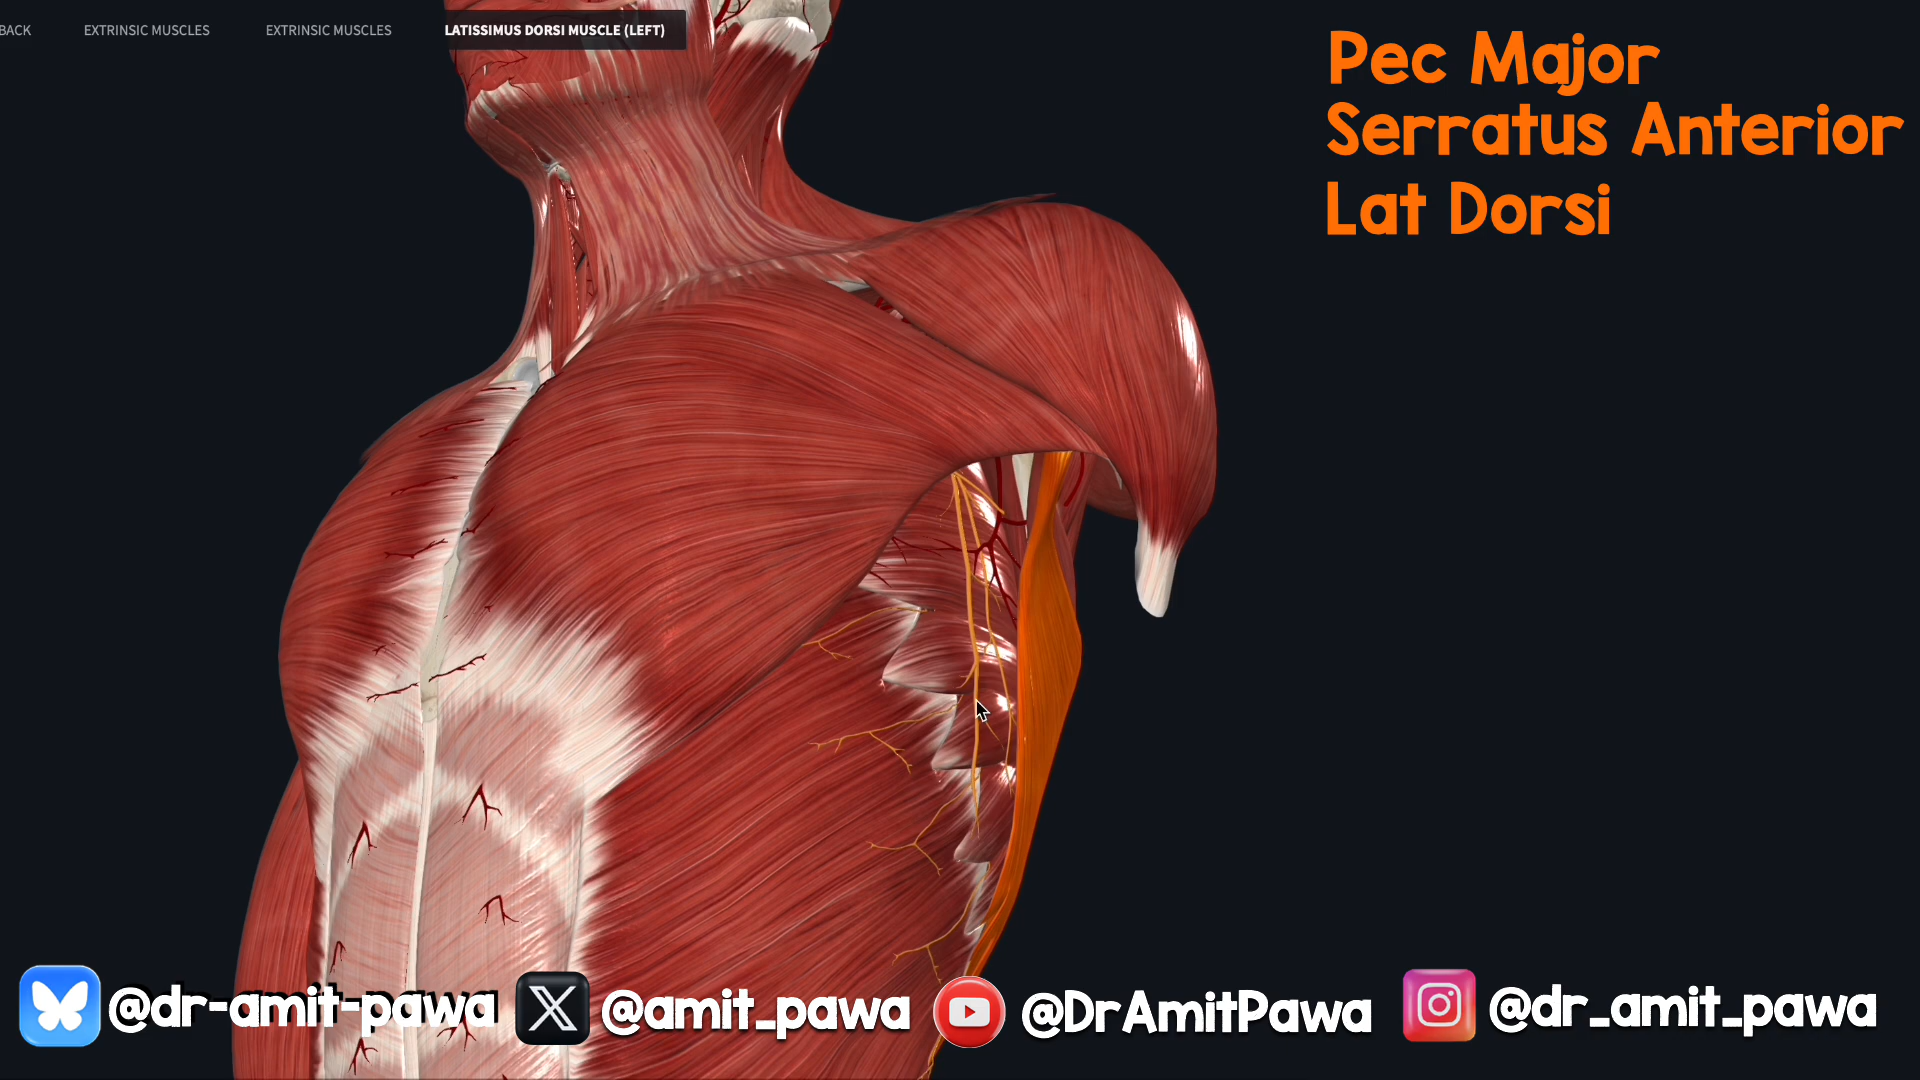 BACK
EXTRINSIC MUSCLES
EXTRINSIC MUSCLES
LATISSIMUS DORSI MUSCLE (LEFT)
Pec Major
Serratus Anterior
Lat Dorsi
@dr-amit-pawa
@amit_pawa
@DrAmitPawa
@dr_amit_pawa